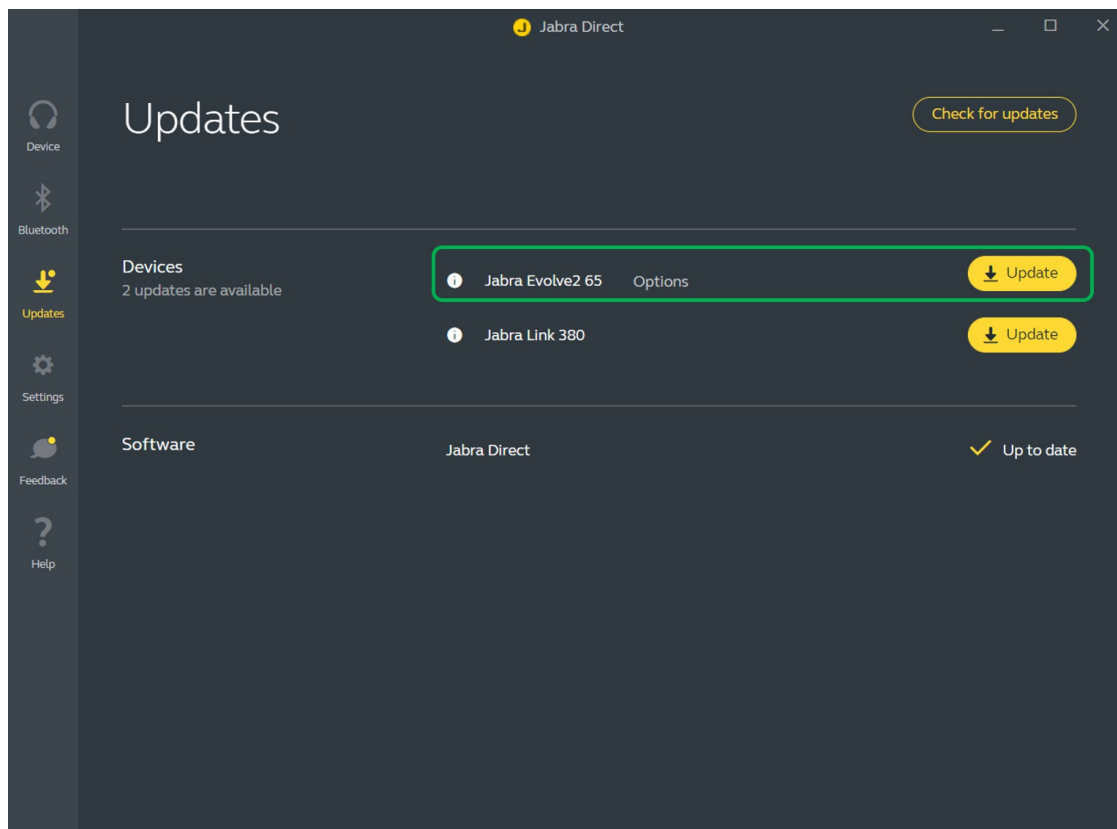 Jabra Direct
Updates
Check for updates
Device
Bluetooth
Updates
Settings
Feedback
Help
Devices
2 updates are available
Jabra Evolve2 65 Options Update
Jabra Link 380 Update
Software
Jabra Direct Up to date